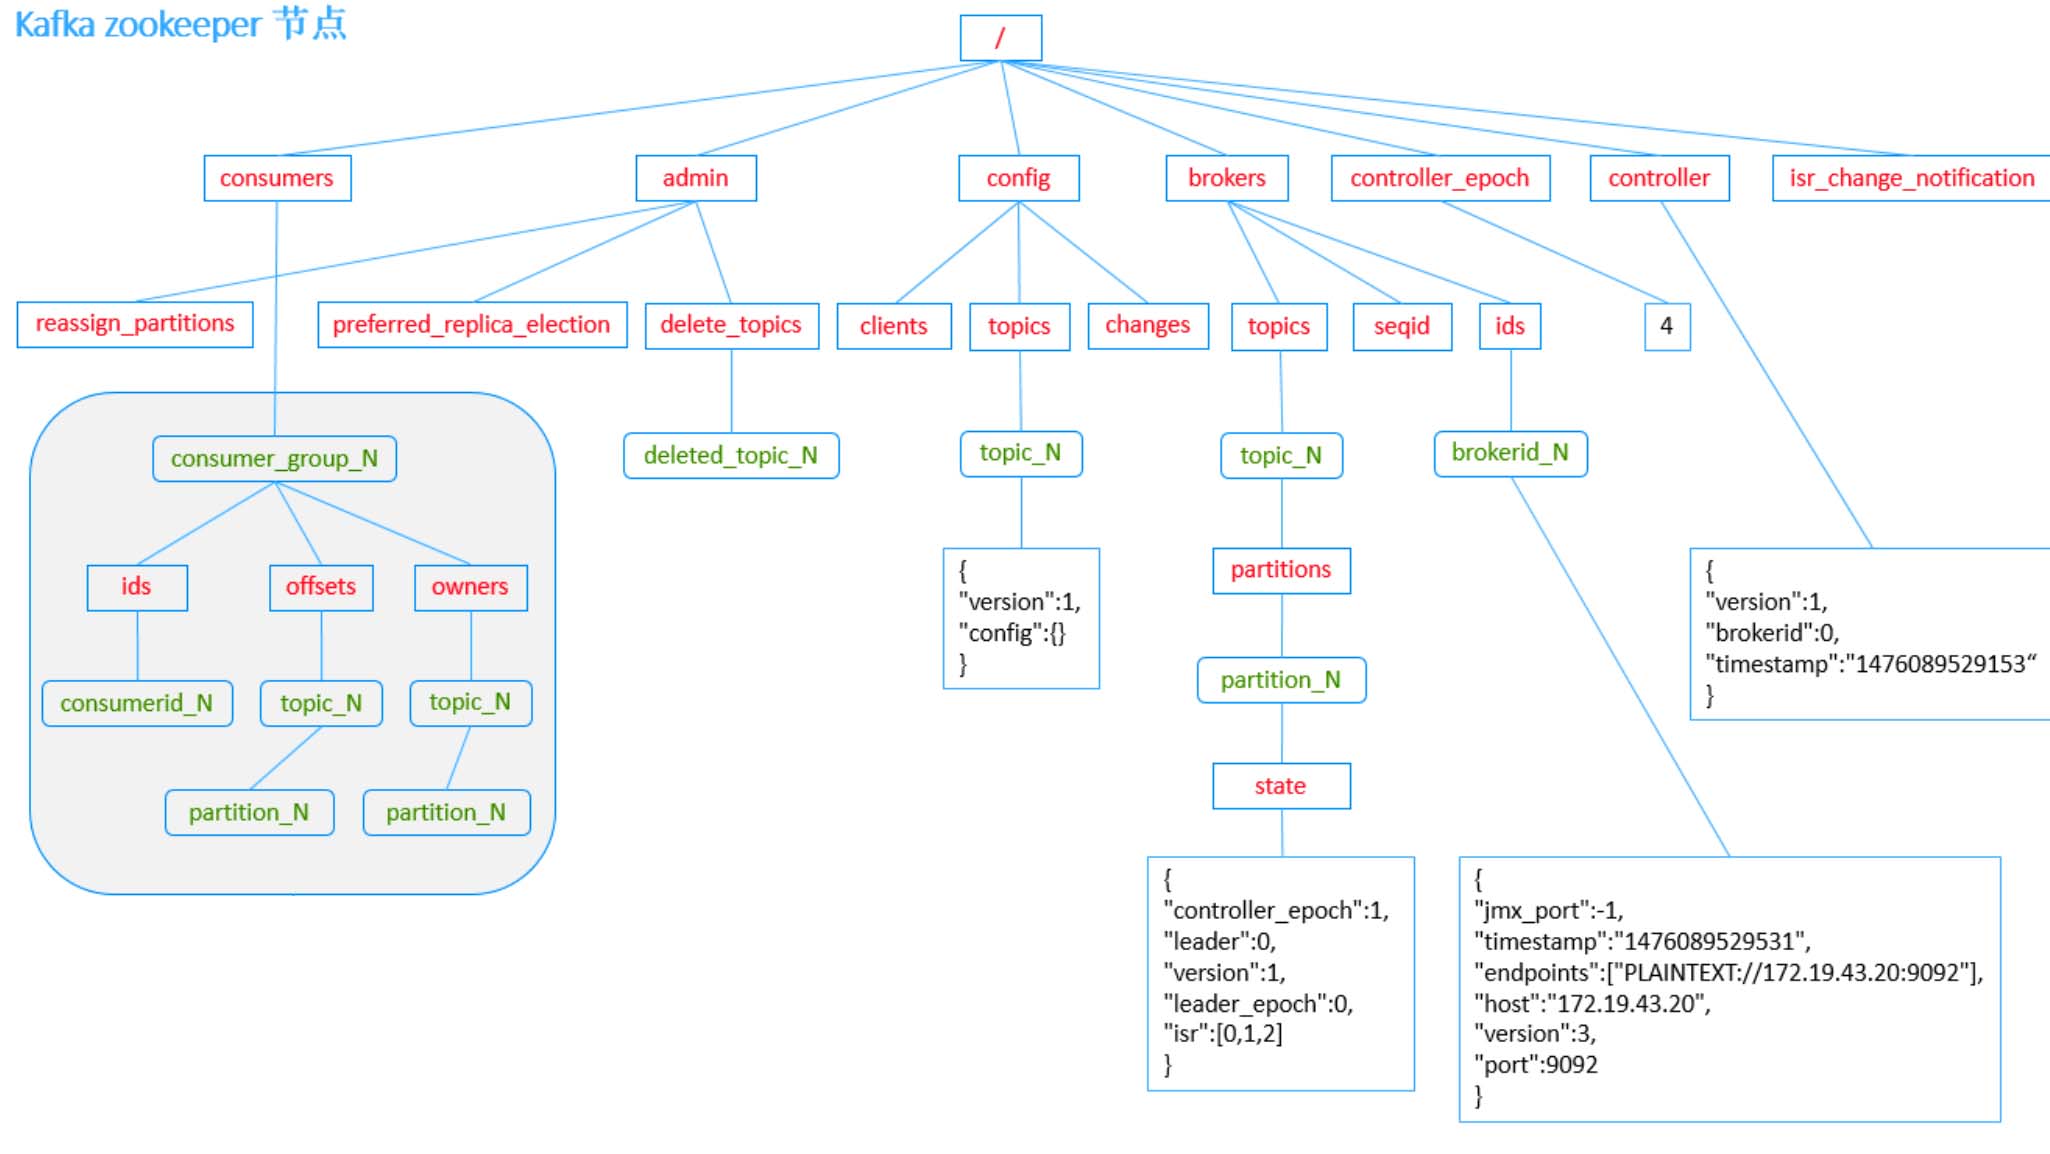 Kafka zookeeper 节点
/
consumers
admin
config
brokers
controller_epoch
controller
isr_change_notification
reassign_partitions
preferred_replica_election
delete_topics
clients
topics
changes
topics
seqid
ids
4
consumer_group_N
deleted_topic_N
topic_N
topic_N
brokerid_N
ids
offsets
owners
consumerid_N
topic_N
topic_N
partition_N
partition_N
{
"version":1,
"config":{}
}
partitions
partition_N
state
{
"controller_epoch":1,
"leader":0,
"version":1,
"leader_epoch":0,
"isr":[0,1,2]
}
{
"version":1,
"brokerid":0,
"timestamp":"1476089529153“
}
{
"jmx_port":-1,
"timestamp":"1476089529531",
"endpoints":["PLAINTEXT://172.19.43.20:9092"],
"host":"172.19.43.20",
"version":3,
"port":9092
}